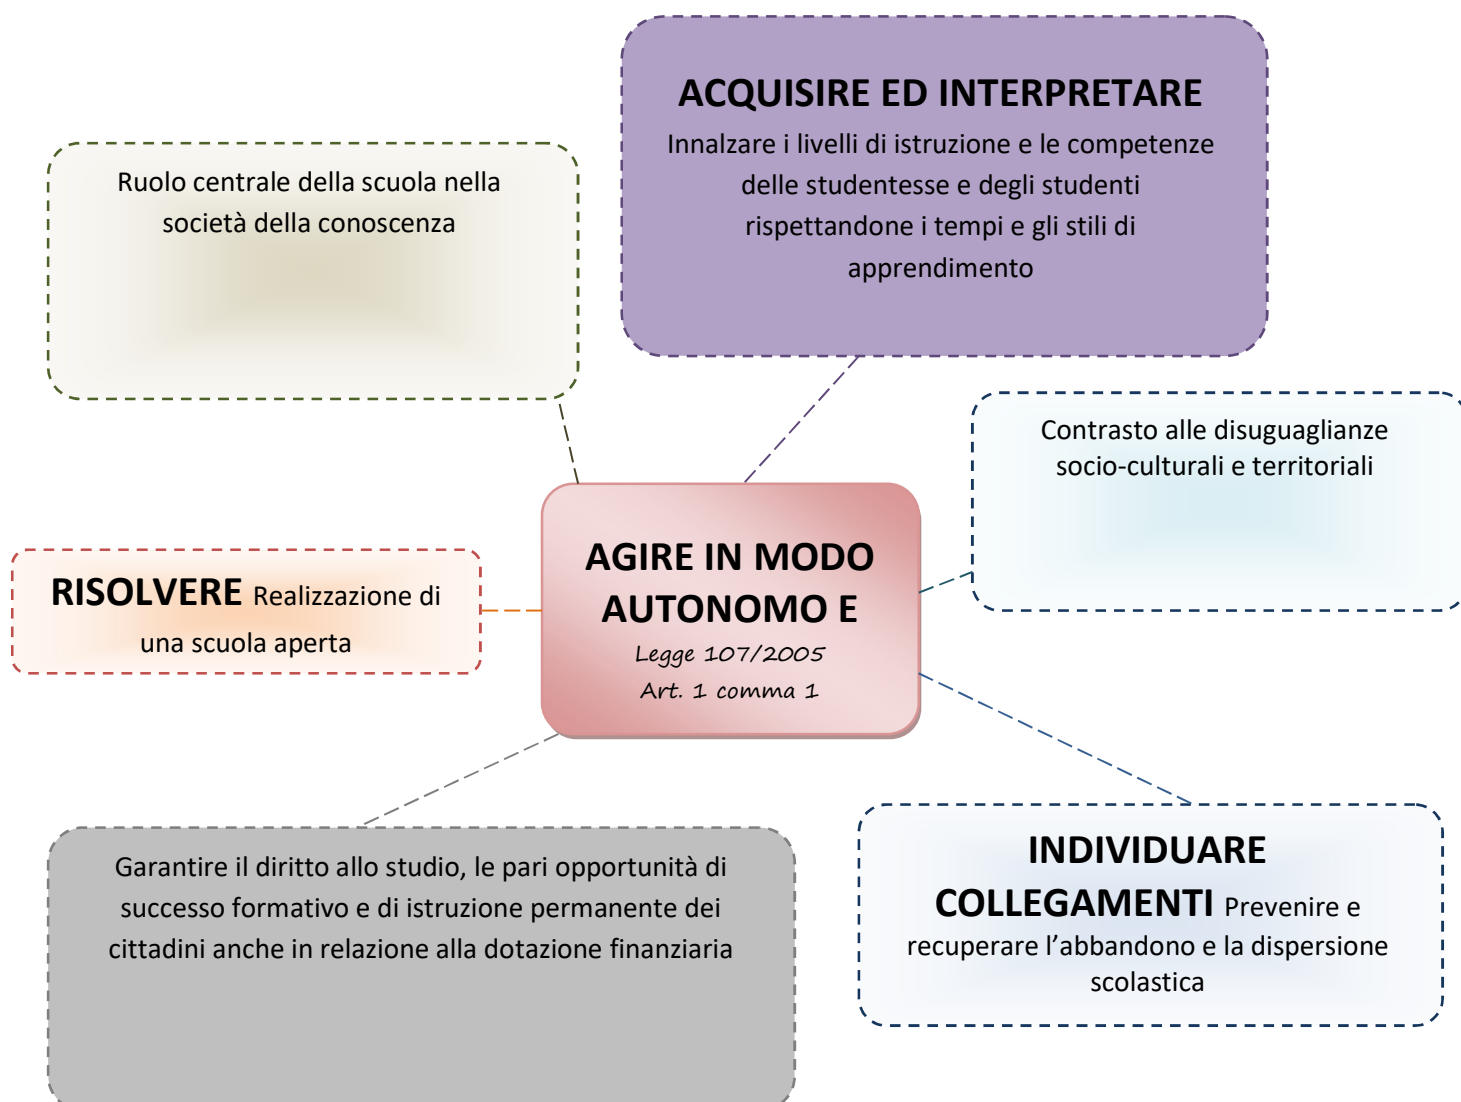 ACQUISIRE ED INTERPRETARE
Innalzare i livelli di istruzione e le competenze
delle studentesse e degli studenti
rispettandone i tempi e gli stili di
apprendimento
Ruolo centrale della scuola nella
società della conoscenza
Contrasto alle disuguaglianze
socio-culturali e territoriali
AGIRE IN MODO
AUTONOMO E
Legge 107/2005
Art. 1 comma 1
RISOLVERE Realizzazione di
una scuola aperta
Garantire il diritto allo studio, le pari opportunità di
successo formativo e di istruzione permanente dei
cittadini anche in relazione alla dotazione finanziaria
INDIVIDUARE
COLLEGAMENTI Prevenire e
recuperare l’abbandono e la dispersione
scolastica